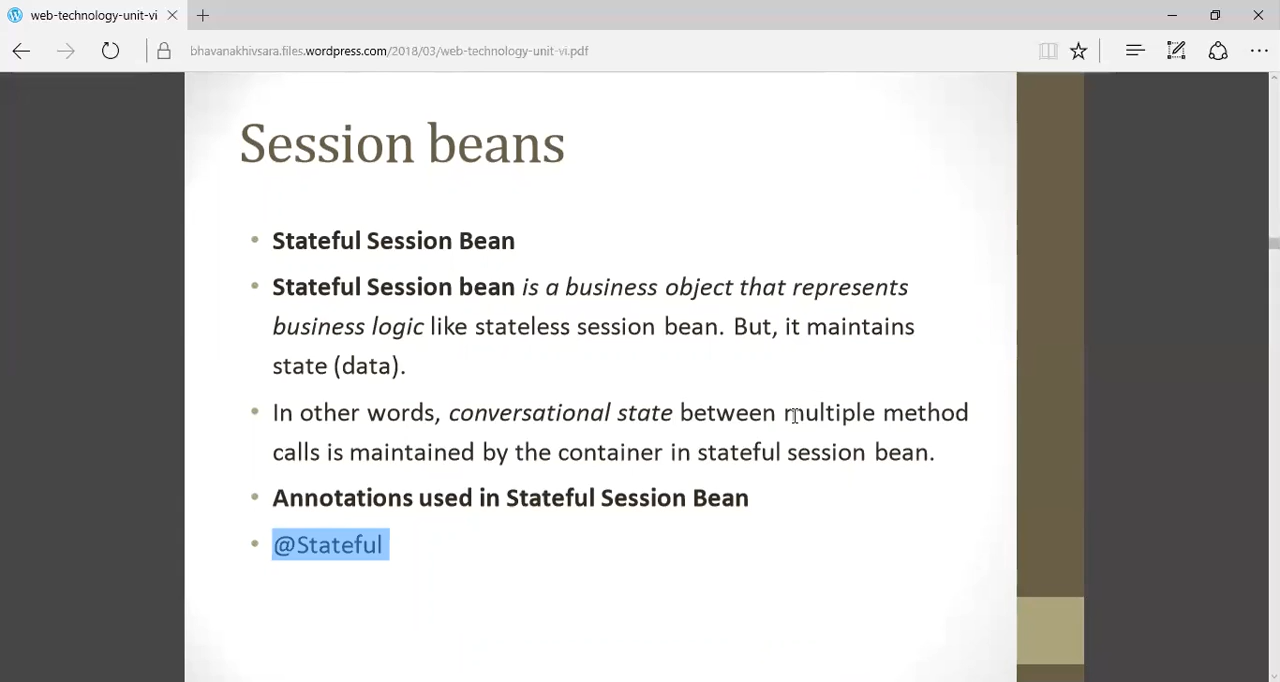 web-technology-unit-vi
bhavanakhivsara.files.wordpress.com/2018/03/web-technology-unit-vi.pdf
Session beans
• Stateful Session Bean
• Stateful Session bean is a business object that represents
business logic like stateless session bean. But, it maintains
state (data).
• In other words, conversational state between multiple method
calls is maintained by the container in stateful session bean.
• Annotations used in Stateful Session Bean
• @Stateful